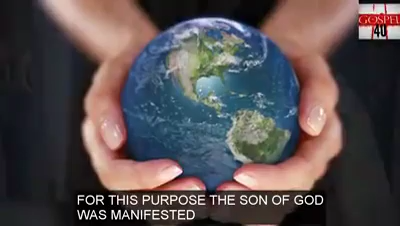 GOSPEL
40
FOR THIS PURPOSE THE SON OF GOD
WAS MANIFESTED